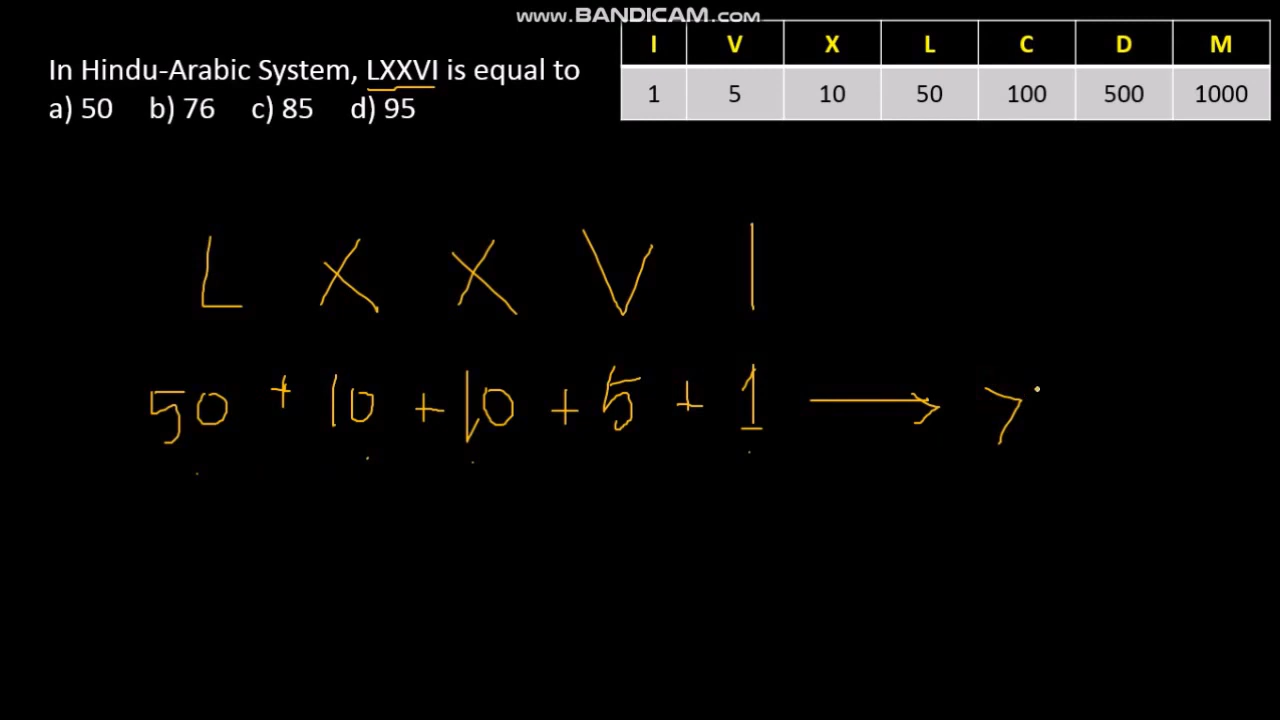 www.BANDICAM.com
In Hindu-Arabic System, LXXVI is equal to
a) 50 b) 76 c) 85 d) 95
I V X L C D M
1 5 10 50 100 500 1000
L X X V I
50 + 10 + 10 + 5 + 1 → 7